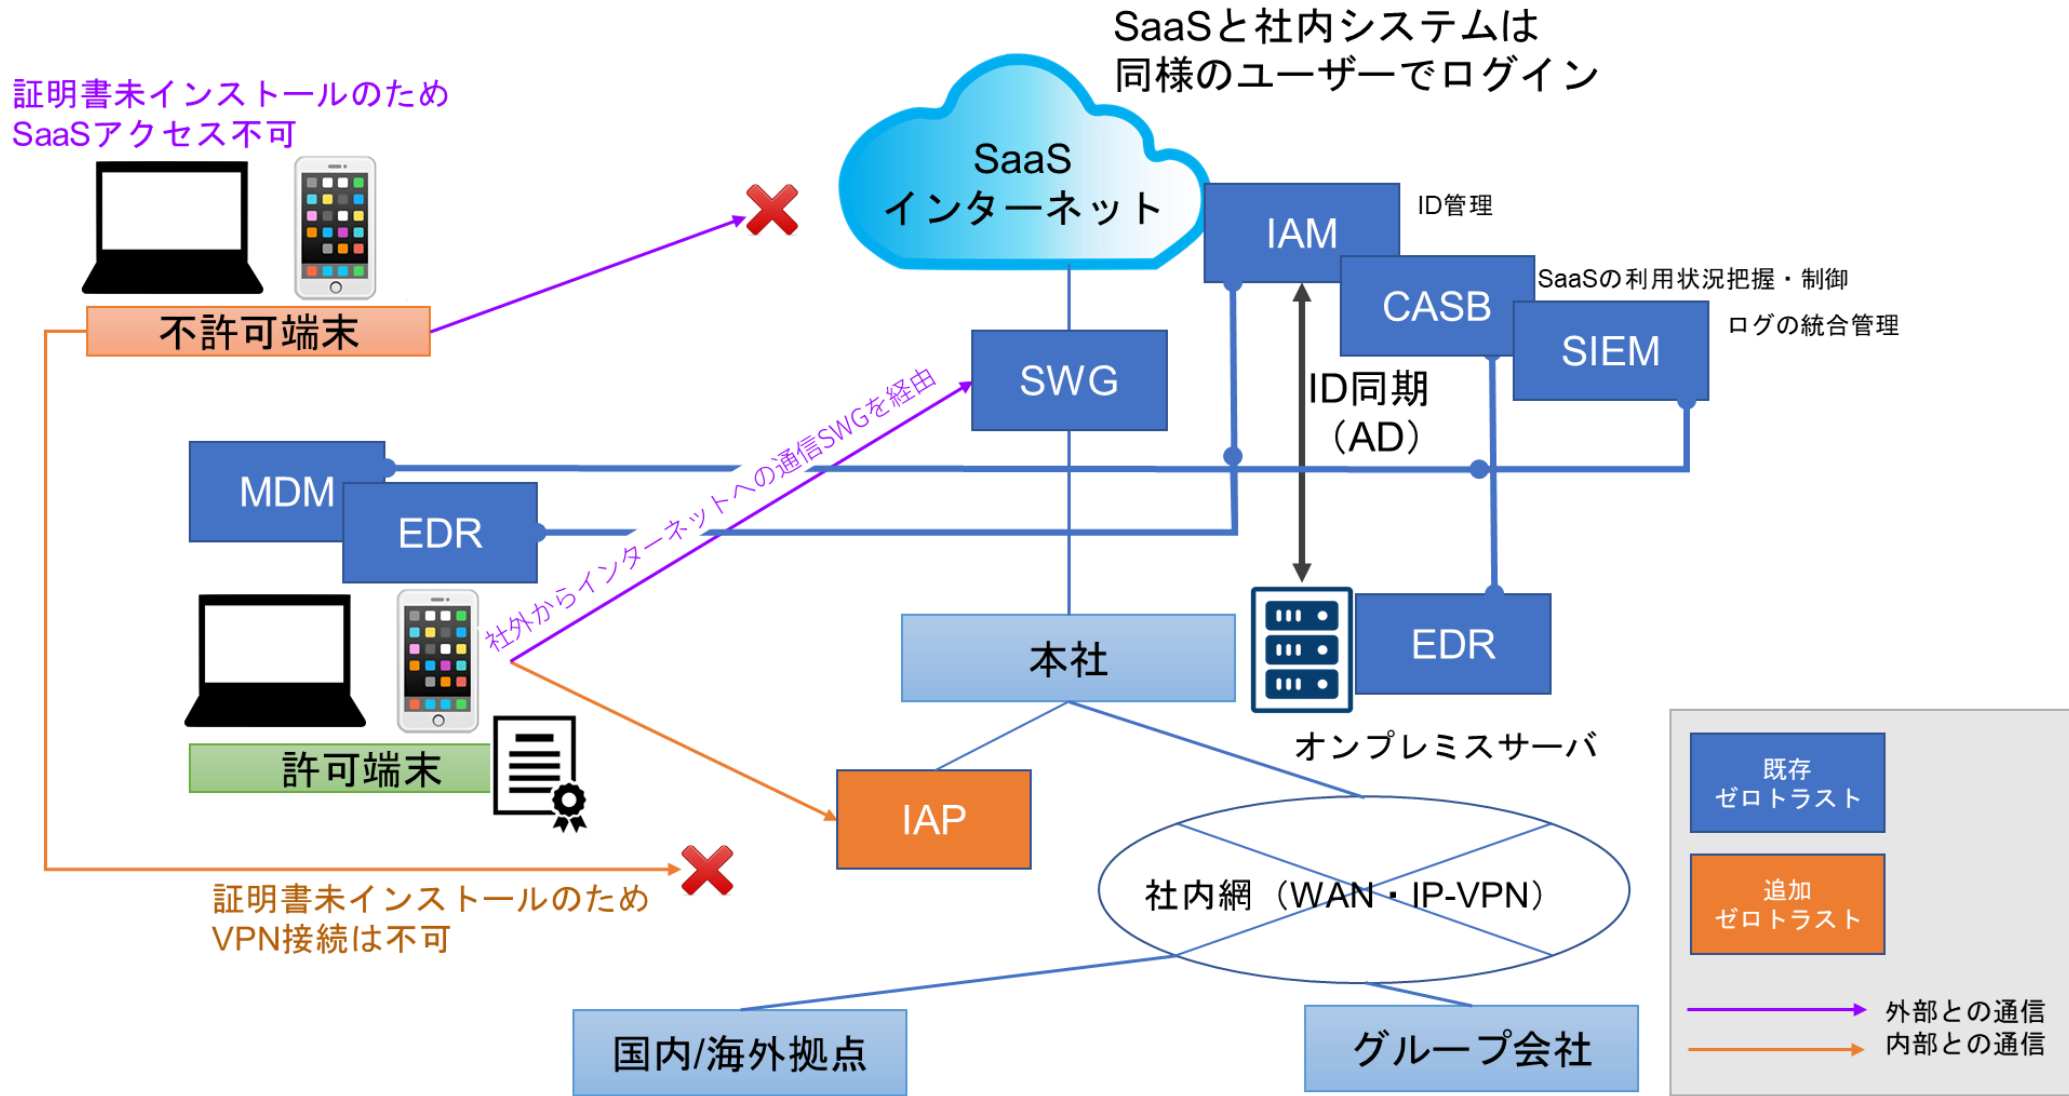 SaaSと社内システムは
同様のユーザーでログイン
証明書未インストールのため
SaaSアクセス不可
SaaS
インターネット
IAM
ID管理
CASB
SaaSの利用状況把握・制御
SIEM
ログの統合管理
不許可端末
SWG
ID同期
（AD）
社外からインターネットへの通信SWGを経由
MDM
EDR
本社
EDR
オンプレミスサーバ
許可端末
IAP
証明書未インストールのため
VPN接続は不可
社内網（WAN・IP-VPN）
国内/海外拠点
グループ会社
既存
ゼロトラスト
追加
ゼロトラスト
外部との通信
内部との通信